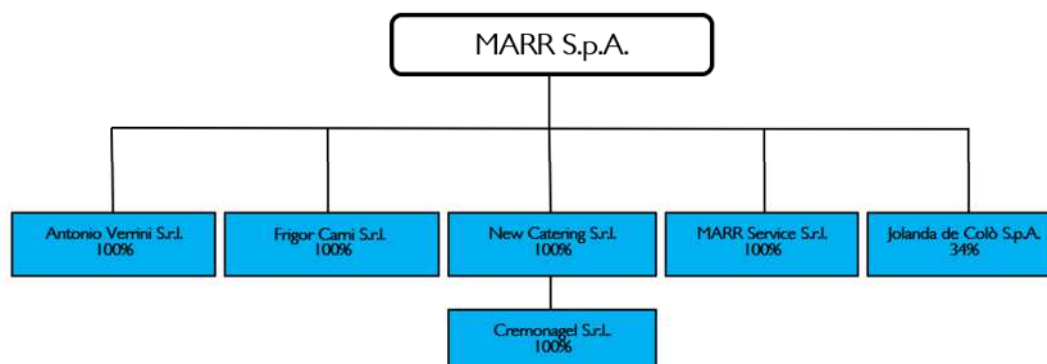 MARR S.p.A.
Antonio Verrini S.r.l.
100%
Frigor Carni S.r.l.
100%
New Catering S.r.l.
100%
MARR Service S.r.l.
100%
Jolanda de Colò S.p.A.
34%
Cremonagel S.r.l..
100%